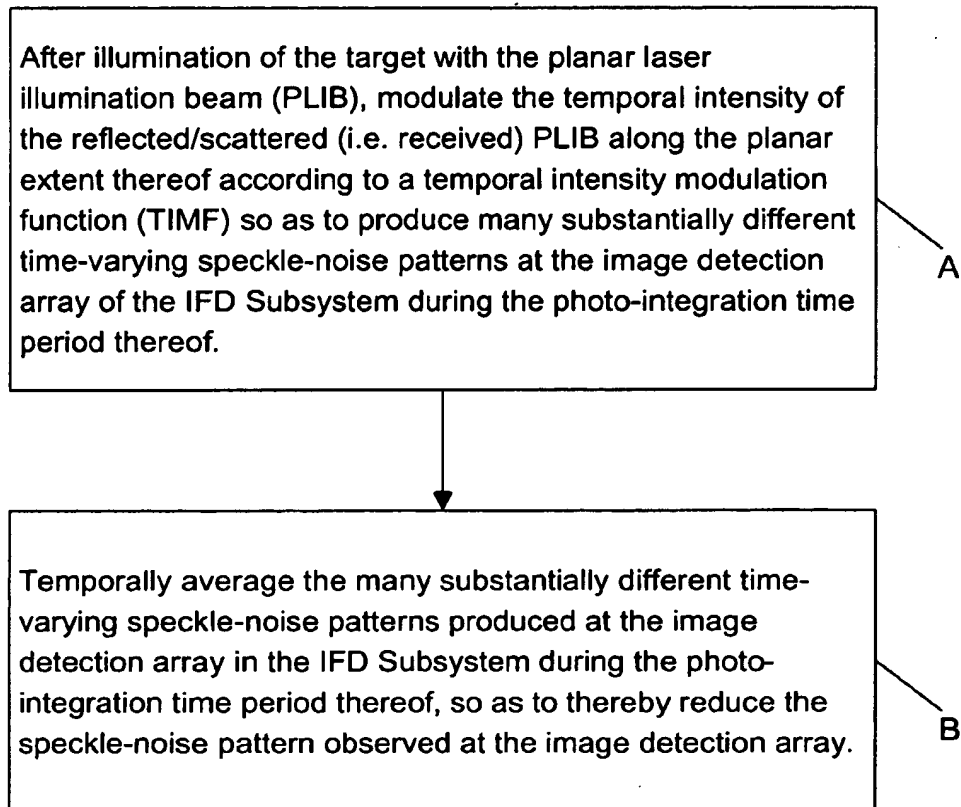 After illumination of the target with the planar laser
illumination beam (PLIB), modulate the temporal intensity of
the reflected/scattered (i.e. received) PLIB along the planar
extent thereof according to a temporal intensity modulation
function (TIMF) so as to produce many substantially different
time-varying speckle-noise patterns at the image detection
array of the IFD Subsystem during the photo-integration time
period thereof.
A
Temporally average the many substantially different time-
varying speckle-noise patterns produced at the image
detection array in the IFD Subsystem during the photo-
integration time period thereof, so as to thereby reduce the
speckle-noise pattern observed at the image detection array.
B